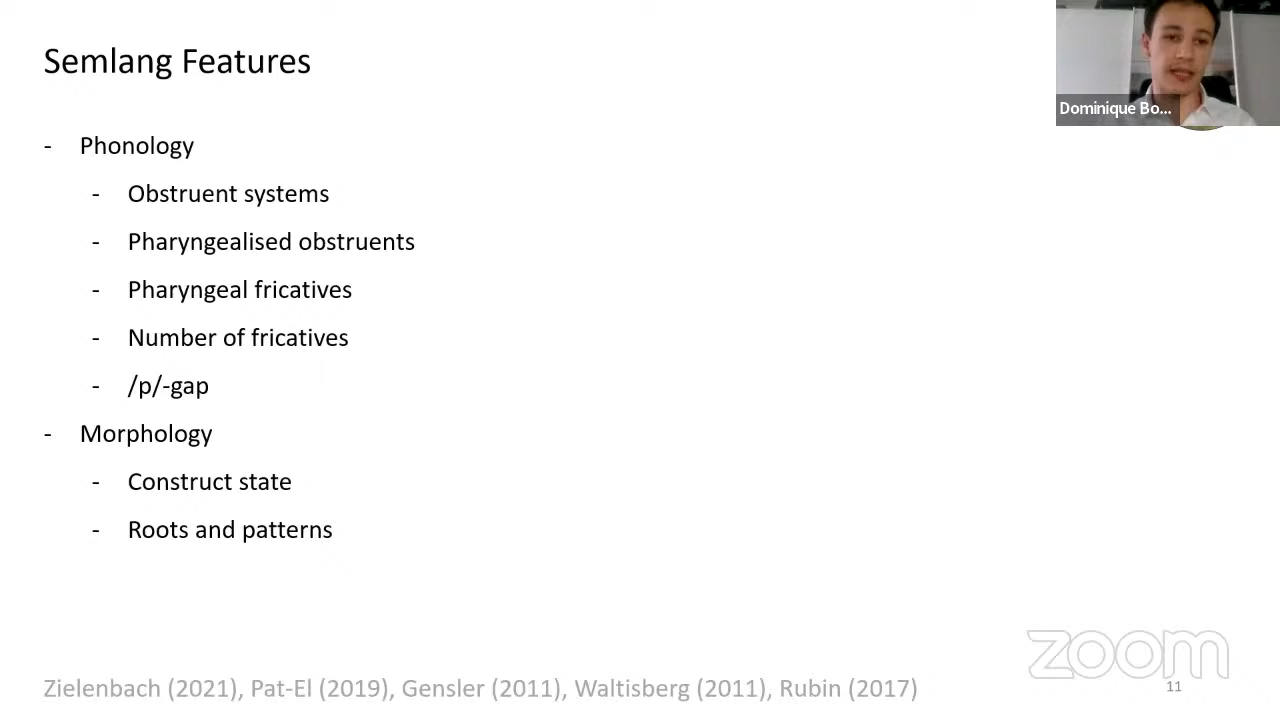 Semlang Features
Dominique Bo...
- Phonology
- Obstruent systems
- Pharyngealised obstruents
- Pharyngeal fricatives
- Number of fricatives
- /p/-gap
- Morphology
- Construct state
- Roots and patterns
zoom
Zielenbach (2021), Pat-El (2019), Gensler (2011), Waltisberg (2011), Rubin (2017)
11